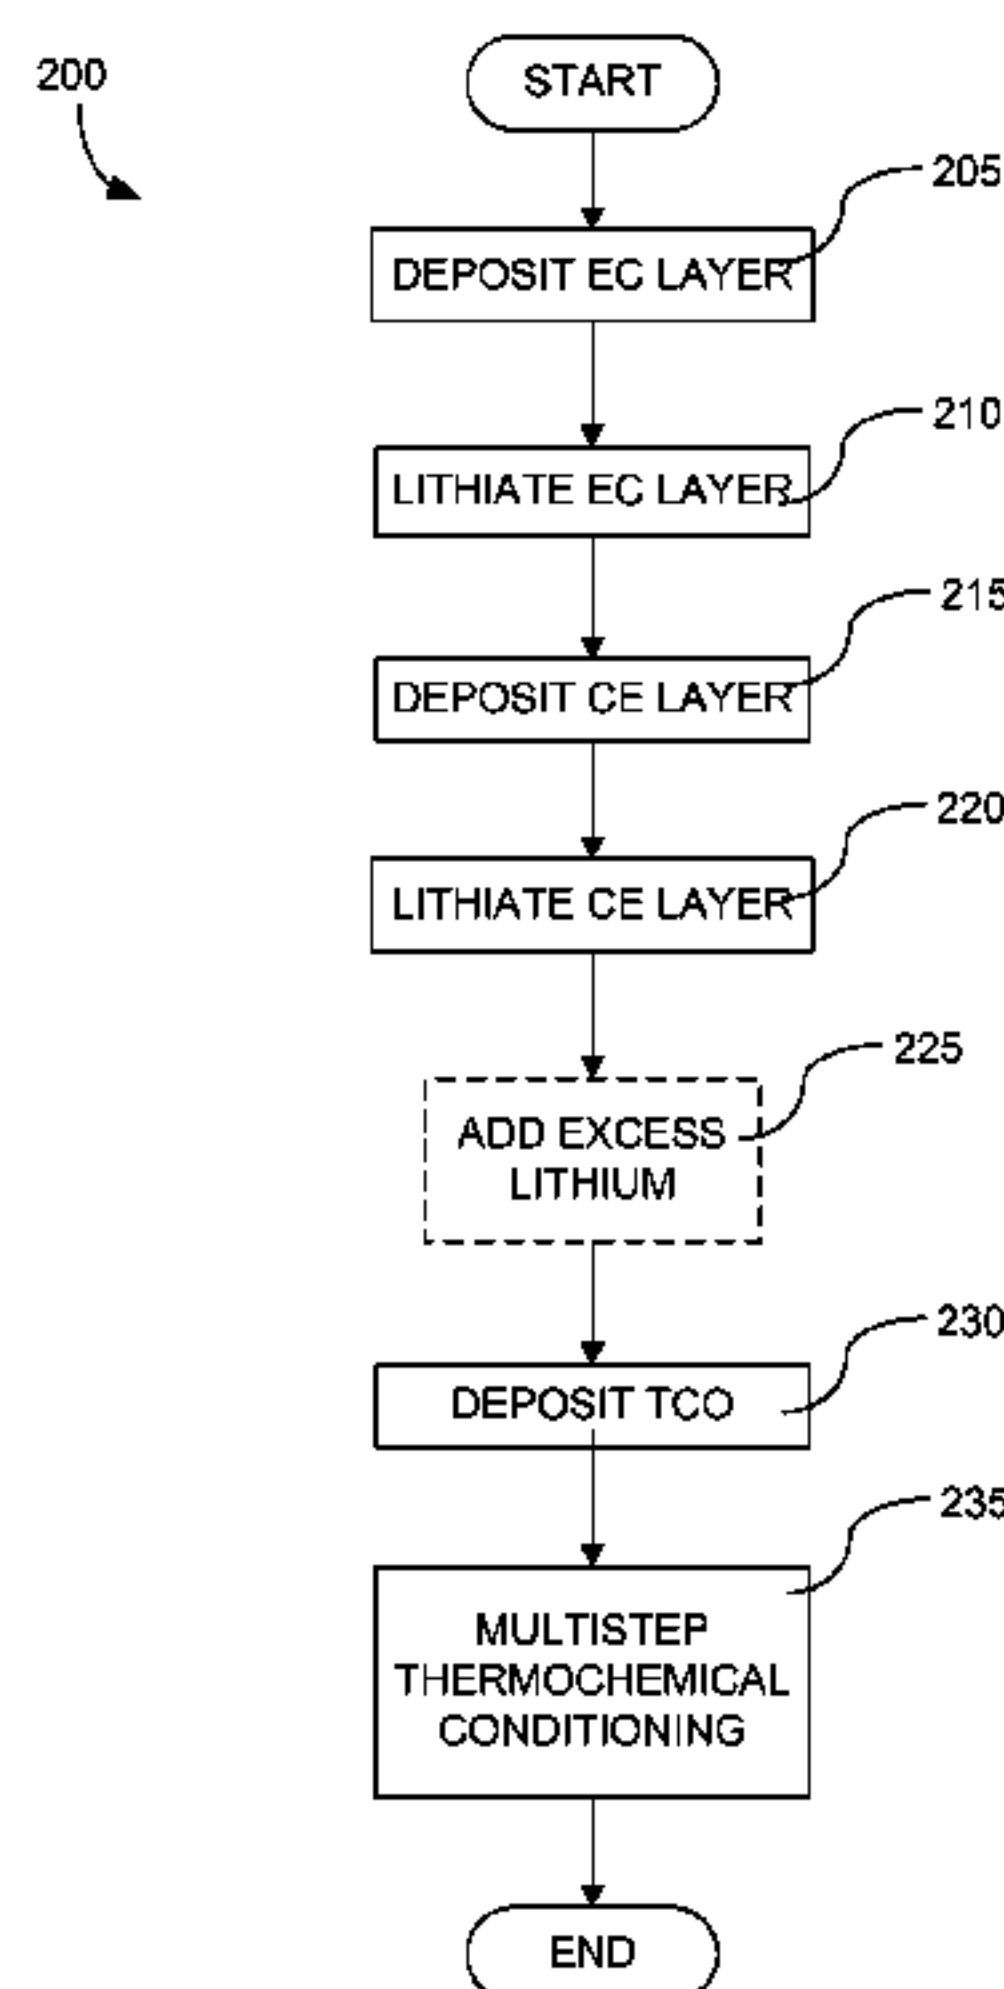 200
START
205
DEPOSIT EC LAYER
210
LITHIATE EC LAYER
215
DEPOSIT CE LAYER
220
LITHIATE CE LAYER
225
ADD EXCESS
LITHIUM
230
DEPOSIT TCO
235
MULTISTEP
THERMOCHEMICAL
CONDITIONING
END